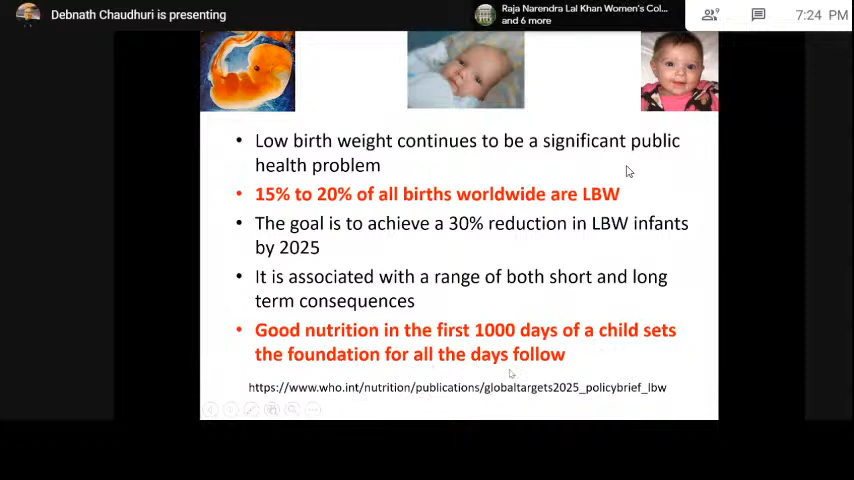 Debnath Chaudhuri is presenting
Raja Narendra Lal Khan Women's Col...
and 6 more
9
7:24 PM
• Low birth weight continues to be a significant public
health problem
• 15% to 20% of all births worldwide are LBW
• The goal is to achieve a 30% reduction in LBW infants
by 2025
• It is associated with a range of both short and long
term consequences
• Good nutrition in the first 1000 days of a child sets
the foundation for all the days follow
https://www.who.int/nutrition/publications/globaltargets2025_policybrief_lbw